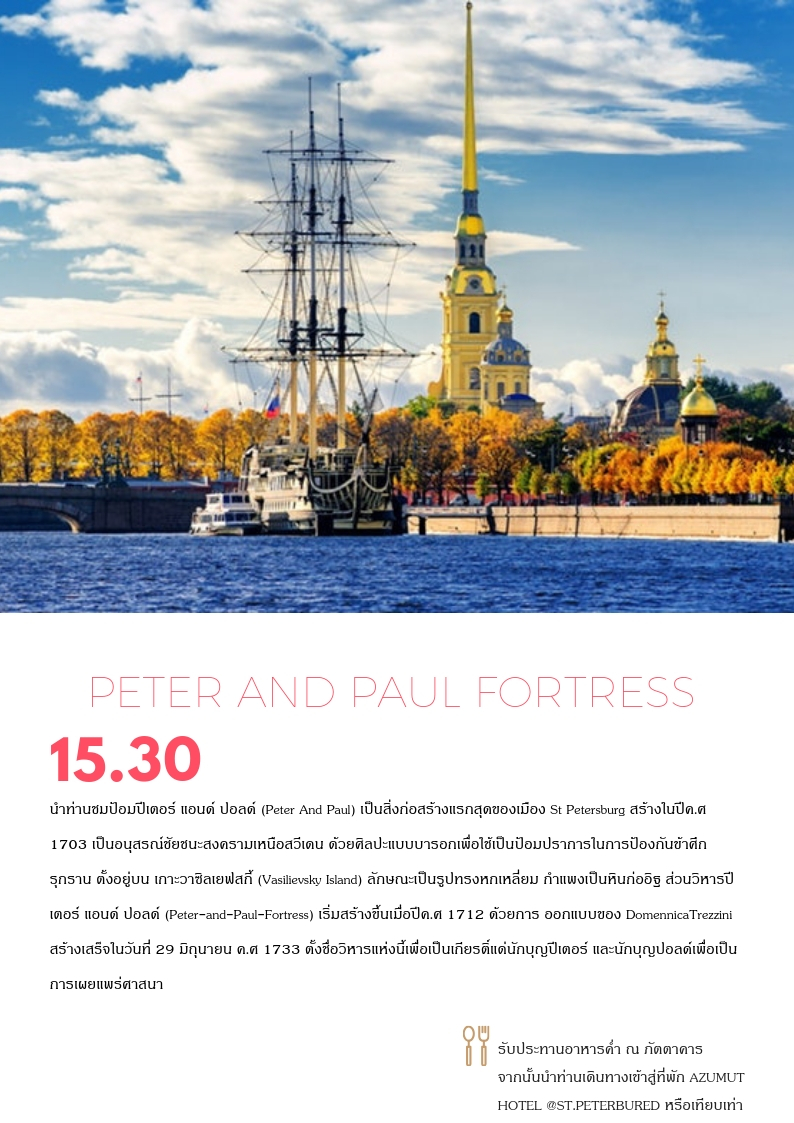 PETER AND PAUL FORTRESS
15.30
นำท่านชมป้อมปีเตอร์ แอนด์ ปอลด์ (Peter And Paul) เป็นสิ่งก่อสร้างแรกสุดของเมือง St Petersburg สร้างในปีค.ศ
1703 เป็นอนุสรณ์ชัยชนะสงครามเหนือสวีเดน ด้วยศิลปะแบบบารอกเพื่อใช้เป็นป้อมปราการในการป้องกันข้าศึก
รุกราน ตั้งอยู่บน เกาะวาซิลเยฟสกี้ (Vasilievsky Island) ลักษณะเป็นรูปทรงหกเหลี่ยม กำแพงเป็นหินก่ออิฐ ส่วนวิหารปี
เตอร์ แอนด์ ปอลด์ (Peter-and-Paul-Fortress) เริ่มสร้างขึ้นเมื่อปีค.ศ 1712 ด้วยการ ออกแบบของ DomennicaTrezzini
สร้างเสร็จในวันที่ 29 มิถุนายน ค.ศ 1733 ตั้งชื่อวิหารแห่งนี้เพื่อเป็นเกียรติ์แด่นักบุญปีเตอร์ และนักบุญปอลด์เพื่อเป็น
การเผยแพร่ศาสนา
รับประทานอาหารค่ำ ณ ภัตตาคาร
จากนั้นนำท่านเดินทางเข้าสู่ที่พัก AZUMUT
HOTEL @ST.PETERBURED หรือเทียบเท่า